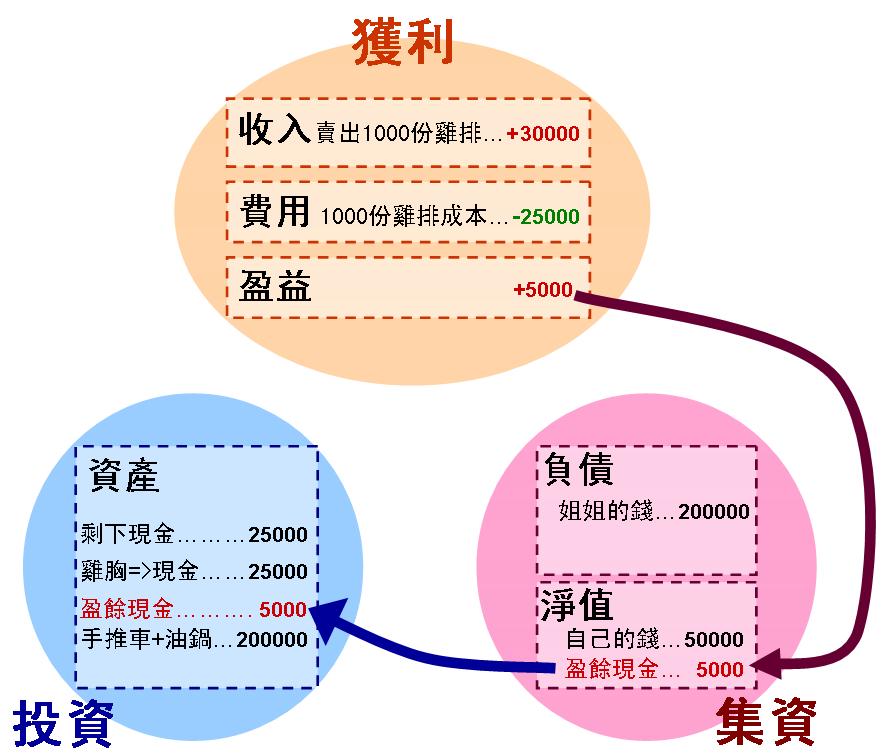 獲利
收入 賣出1000份雞排...+30000
費用 1000份雞排成本...-25000
盈益 +5000
資產
剩下現金………25000
雞胸=>現金……25000
盈餘現金………. 5000
手推車+油鍋...200000
投資
負債
姐姐的錢...200000
淨值
自己的錢...50000
盈餘現金... 5000
集資